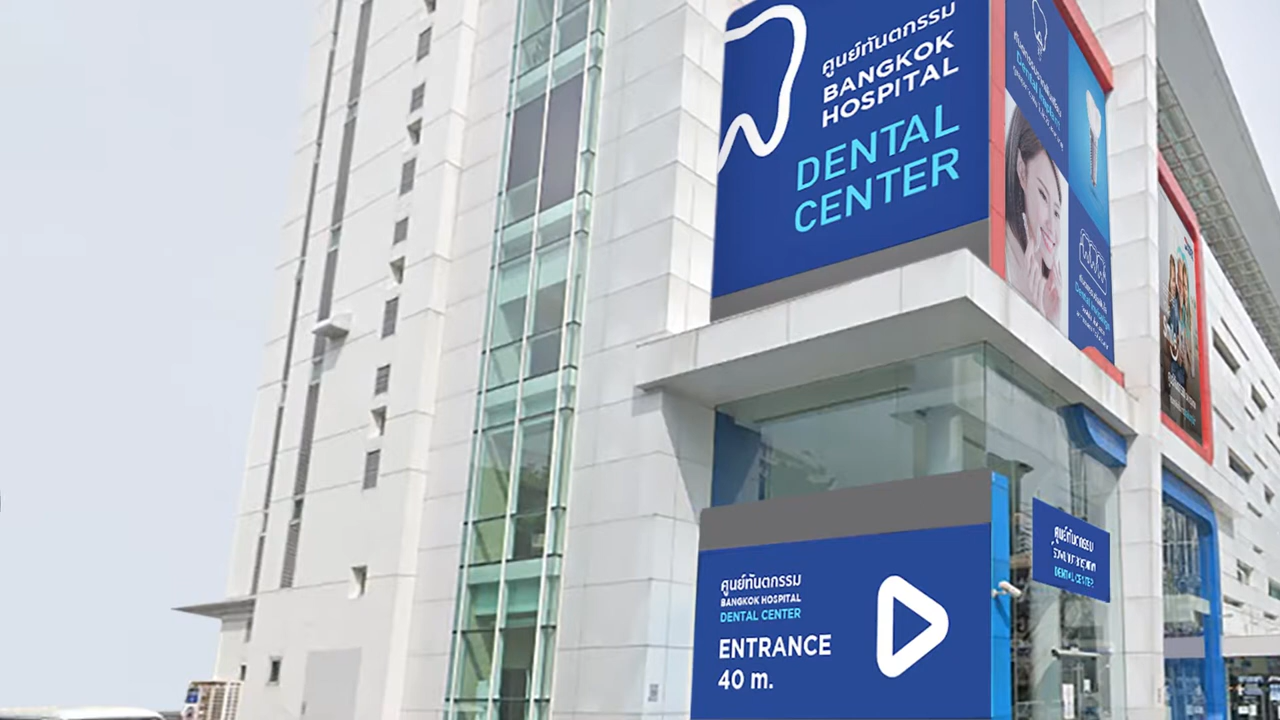 ศูนย์ทันตกรรม
BANGKOK
HOSPITAL
DENTAL
CENTER
Dental Implant
ศูนย์ทันตกรรม
BANGKOK HOSPITAL
DENTAL CENTER
ENTRANCE
40 m.
ศูนย์ทันตกรรม
DENTAL CENTER